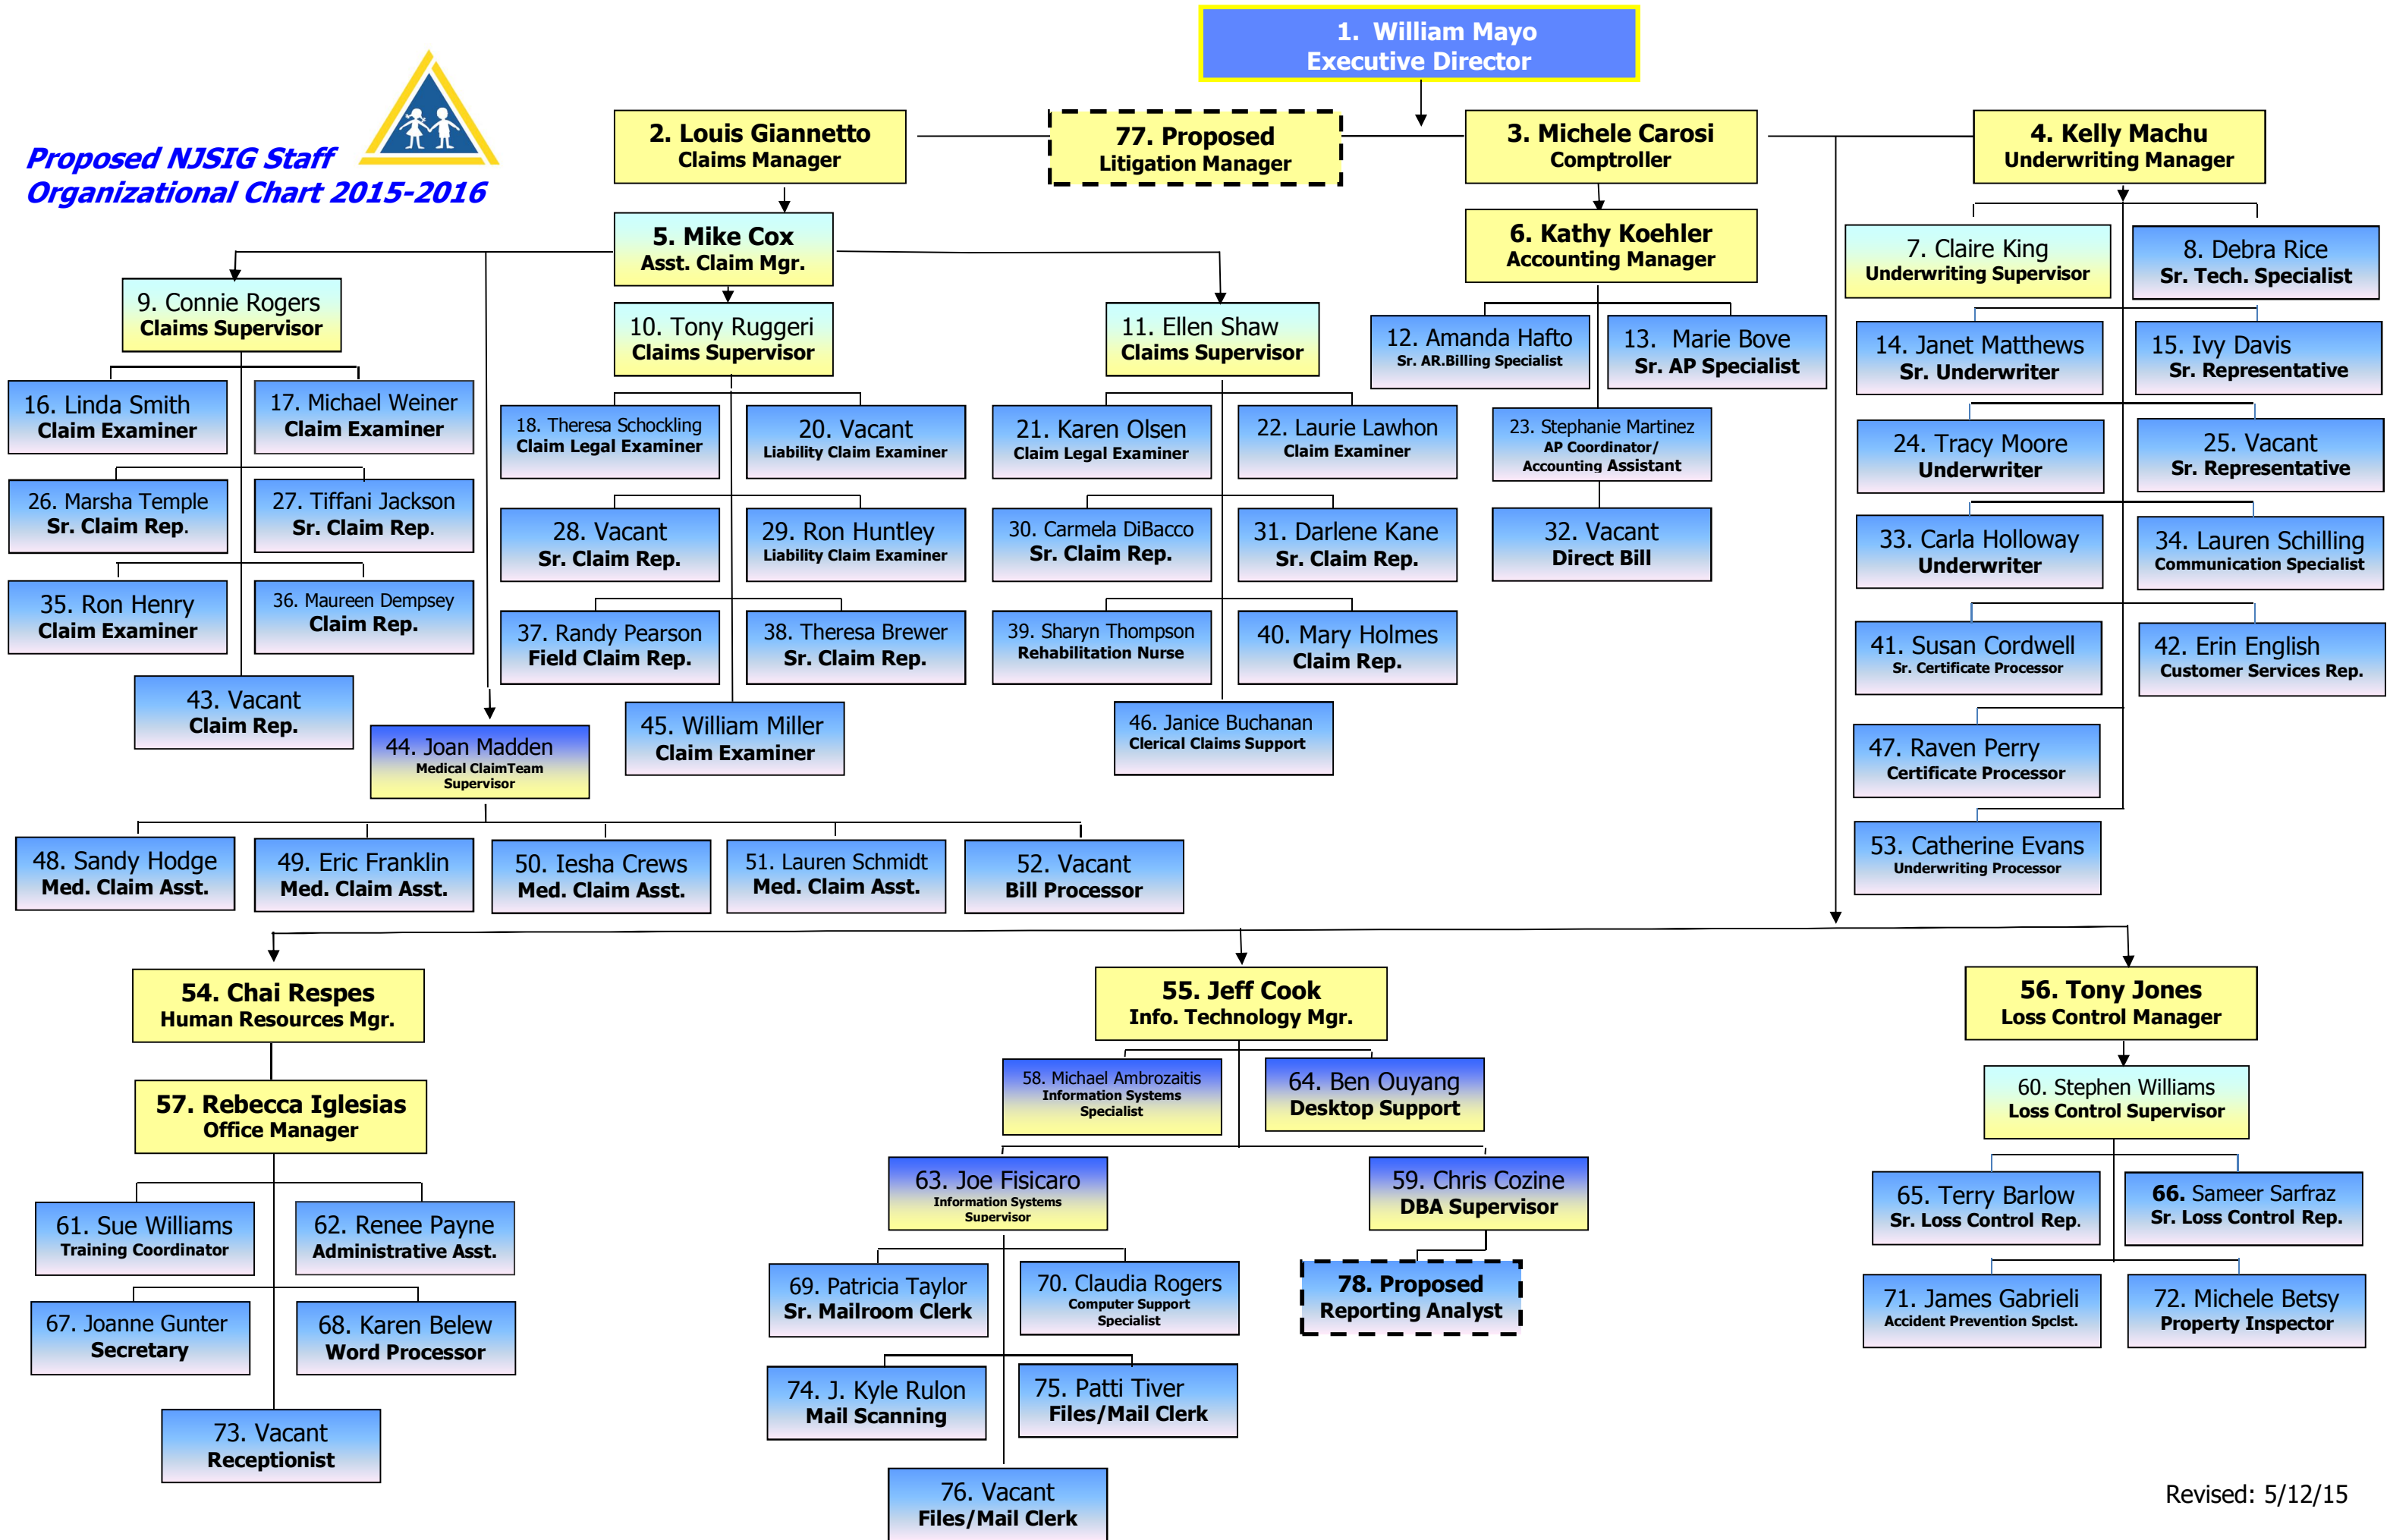 1. William Mayo
Executive Director
Proposed NJSIG Staff
Organizational Chart 2015-2016
2. Louis Giannetto
Claims Manager
77. Proposed
Litigation Manager
3. Michele Carosi
Comptroller
4. Kelly Machu
Underwriting Manager
5. Mike Cox
Asst. Claim Mgr.
6. Kathy Koehler
Accounting Manager
7. Claire King
Underwriting Supervisor
8. Debra Rice
Sr. Tech. Specialist
9. Connie Rogers
Claims Supervisor
10. Tony Ruggeri
Claims Supervisor
11. Ellen Shaw
Claims Supervisor
12. Amanda Hafto
Sr. AR.Billing Specialist
13. Marie Bove
Sr. AP Specialist
14. Janet Matthews
Sr. Underwriter
15. Ivy Davis
Sr. Representative
16. Linda Smith
Claim Examiner
17. Michael Weiner
Claim Examiner
18. Theresa Schockling
Claim Legal Examiner
20. Vacant
Liability Claim Examiner
21. Karen Olsen
Claim Legal Examiner
22. Laurie Lawhon
Claim Examiner
23. Stephanie Martinez
AP Coordinator/
Accounting Assistant
24. Tracy Moore
Underwriter
25. Vacant
Sr. Representative
26. Marsha Temple
Sr. Claim Rep.
27. Tiffani Jackson
Sr. Claim Rep.
28. Vacant
Sr. Claim Rep.
29. Ron Huntley
Liability Claim Examiner
30. Carmela DiBacco
Sr. Claim Rep.
31. Darlene Kane
Sr. Claim Rep.
32. Vacant
Direct Bill
33. Carla Holloway
Underwriter
34. Lauren Schilling
Communication Specialist
35. Ron Henry
Claim Examiner
36. Maureen Dempsey
Claim Rep.
37. Randy Pearson
Field Claim Rep.
38. Theresa Brewer
Sr. Claim Rep.
39. Sharyn Thompson
Rehabilitation Nurse
40. Mary Holmes
Claim Rep.
41. Susan Cordwell
Sr. Certificate Processor
42. Erin English
Customer Services Rep.
43. Vacant
Claim Rep.
44. Joan Madden
Medical ClaimTeam
Supervisor
45. William Miller
Claim Examiner
46. Janice Buchanan
Clerical Claims Support
47. Raven Perry
Certificate Processor
48. Sandy Hodge
Med. Claim Asst.
49. Eric Franklin
Med. Claim Asst.
50. Iesha Crews
Med. Claim Asst.
51. Lauren Schmidt
Med. Claim Asst.
52. Vacant
Bill Processor
53. Catherine Evans
Underwriting Processor
54. Chai Respes
Human Resources Mgr.
55. Jeff Cook
Info. Technology Mgr.
56. Tony Jones
Loss Control Manager
57. Rebecca Iglesias
Office Manager
58. Michael Ambrozaitis
Information Systems
Specialist
64. Ben Ouyang
Desktop Support
60. Stephen Williams
Loss Control Supervisor
63. Joe Fisicaro
Information Systems
Supervisor
59. Chris Cozine
DBA Supervisor
61. Sue Williams
Training Coordinator
62. Renee Payne
Administrative Asst.
65. Terry Barlow
Sr. Loss Control Rep.
66. Sameer Sarfraz
Sr. Loss Control Rep.
67. Joanne Gunter
Secretary
68. Karen Belew
Word Processor
69. Patricia Taylor
Sr. Mailroom Clerk
70. Claudia Rogers
Computer Support
Specialist
78. Proposed
Reporting Analyst
71. James Gabrieli
Accident Prevention Spclst.
72. Michele Betsy
Property Inspector
73. Vacant
Receptionist
74. J. Kyle Rulon
Mail Scanning
75. Patti Tiver
Files/Mail Clerk
76. Vacant
Files/Mail Clerk
Revised: 5/12/15